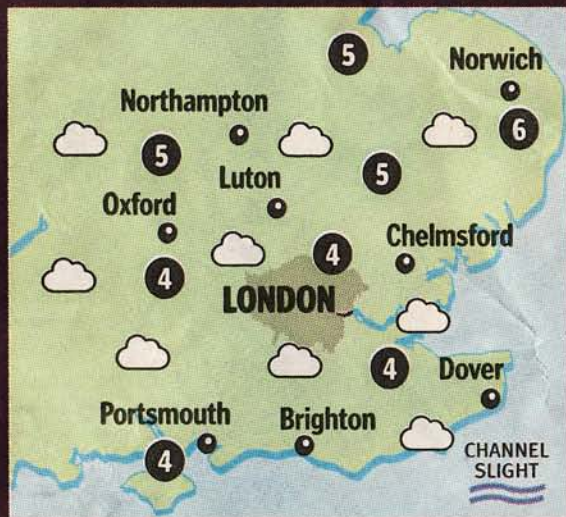 5
Norwich
Northampton
6
5
5
Luton
Oxford
Chelmsford
4
4
LONDON
4
Dover
Portsmouth
Brighton
4
CHANNEL
SLIGHT